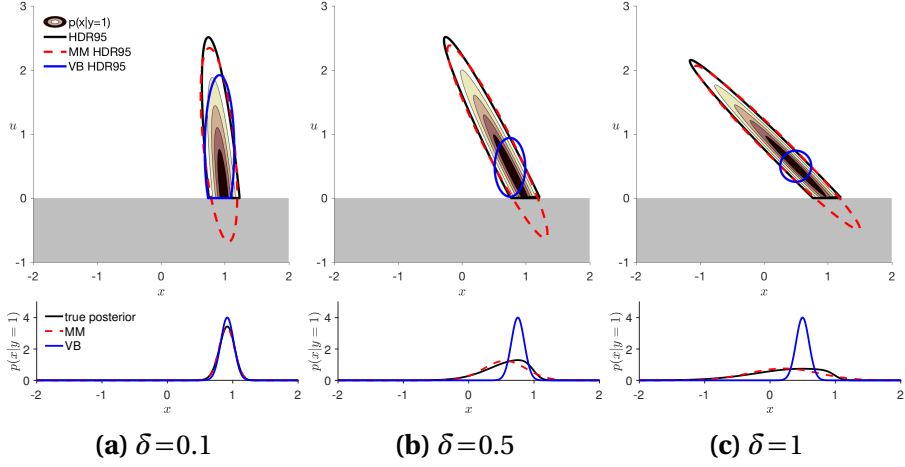 3
2
1
0
-1
u
p(x|y=1)
HDR95
MM HDR95
VB HDR95
-2 -1 0 1 2
x
3
2
1
0
-1
u
-2 -1 0 1 2
x
3
2
1
0
-1
u
-2 -1 0 1 2
x
4
2
0
p(x|y = 1)
true posterior
MM
VB
-2 -1 0 1 2
x
4
2
0
p(x|y = 1)
-2 -1 0 1 2
x
4
2
0
p(x|y = 1)
-2 -1 0 1 2
x
(a) δ=0.1
(b) δ=0.5
(c) δ=1